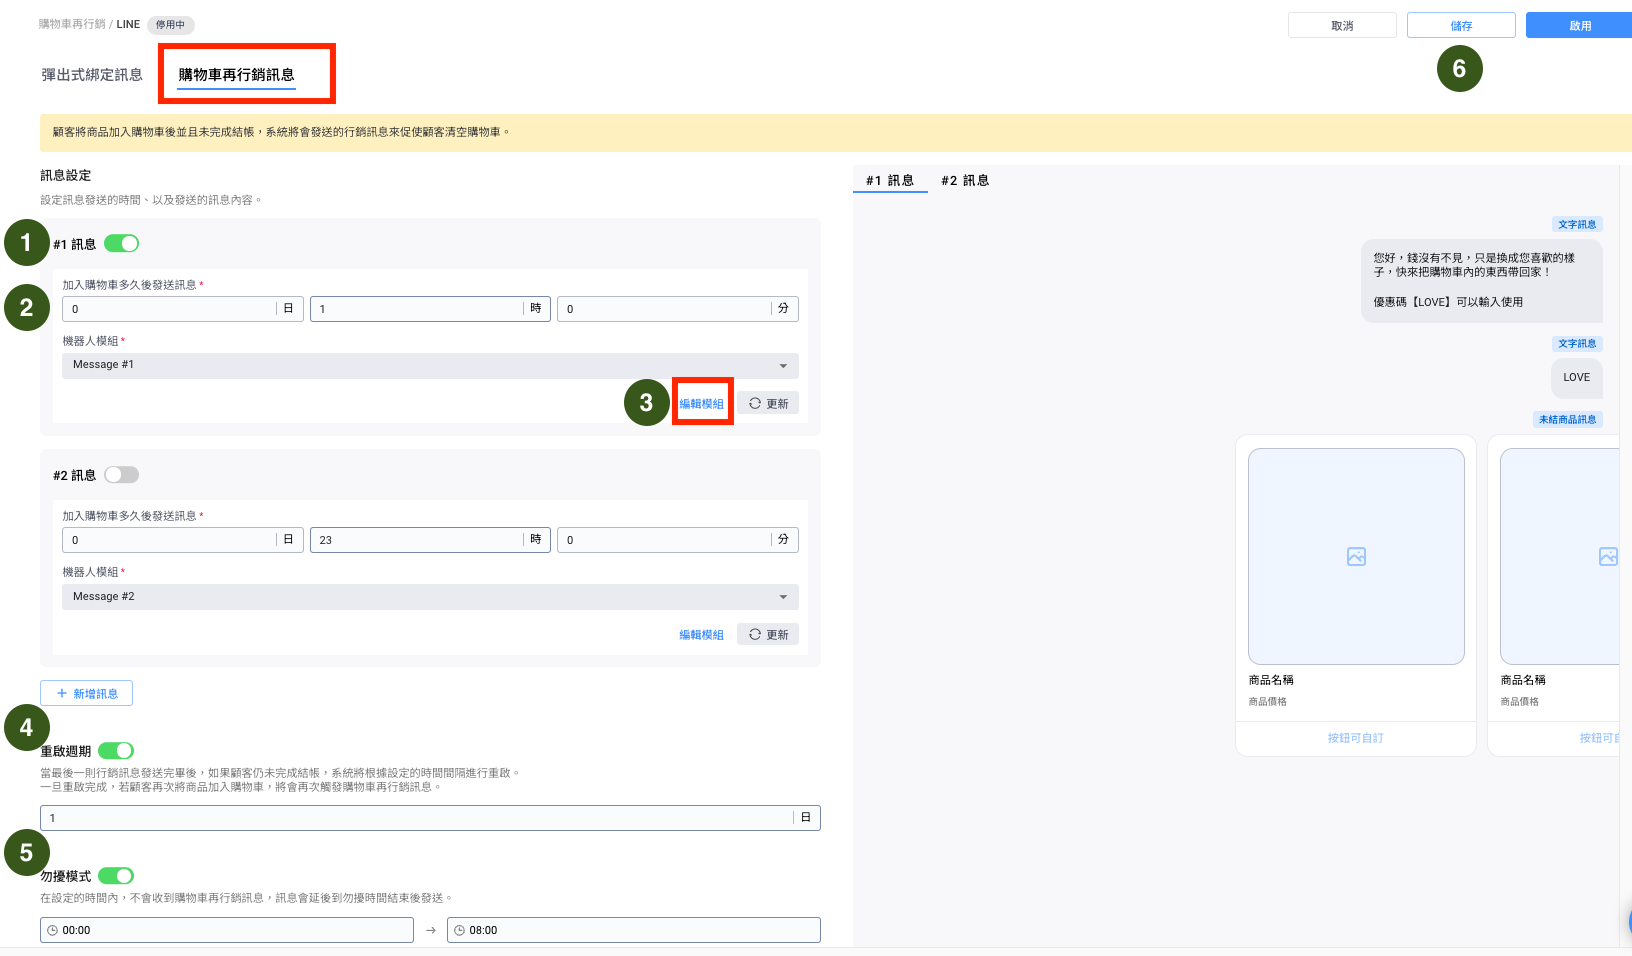 購物車再行銷 / LINE 停用中
取消
儲存
啟用
6
彈出式綁定訊息
購物車再行銷訊息
顧客將商品加入購物車後並且未完成結帳，系統將會發送的行銷訊息來促使顧客清空購物車。
訊息設定
設定訊息發送的時間、以及發送的訊息內容。
1
#1 訊息
2
加入購物車多久後發送訊息*
0 日
1 時
0 分
機器人模組*
Message #1
3
編輯模組
更新
#2 訊息
加入購物車多久後發送訊息*
0 日
23 時
0 分
機器人模組*
Message #2
編輯模組
更新
+ 新增訊息
4
重啟週期
當最後一則行銷訊息發送完畢後，如果顧客仍未完成結帳，系統將根據設定的時間間隔進行重啟。
一旦重啟完成，若顧客再次將商品加入購物車，將會再次觸發購物車再行銷訊息。
1 日
5
勿擾模式
在設定的時間內，不會收到購物車再行銷訊息，訊息會延後到勿擾時間結束後發送。
00:00 → 08:00
#1 訊息
#2 訊息
文字訊息
您好，錢沒有不見，只是換成您喜歡的樣
子，快來把購物車內的東西帶回家！
優惠碼【LOVE】可以輸入使用
文字訊息
LOVE
未結商品訊息
商品名稱
商品價格
按鈕可自訂
商品名稱
商品價格
按鈕可自